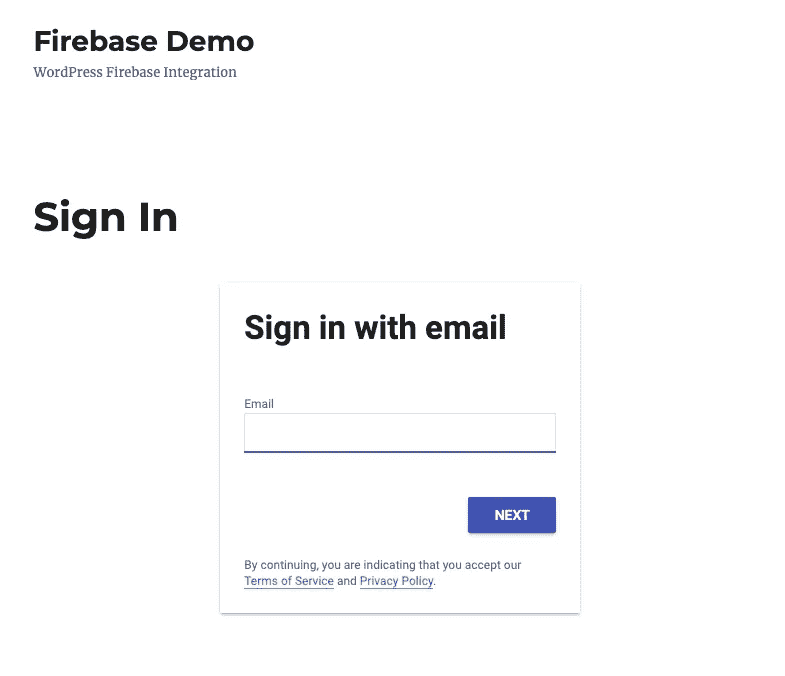 Firebase Demo
WordPress Firebase Integration
Sign In
Sign in with email
Email
NEXT
By continuing, you are indicating that you accept our
Terms of Service and Privacy Policy.